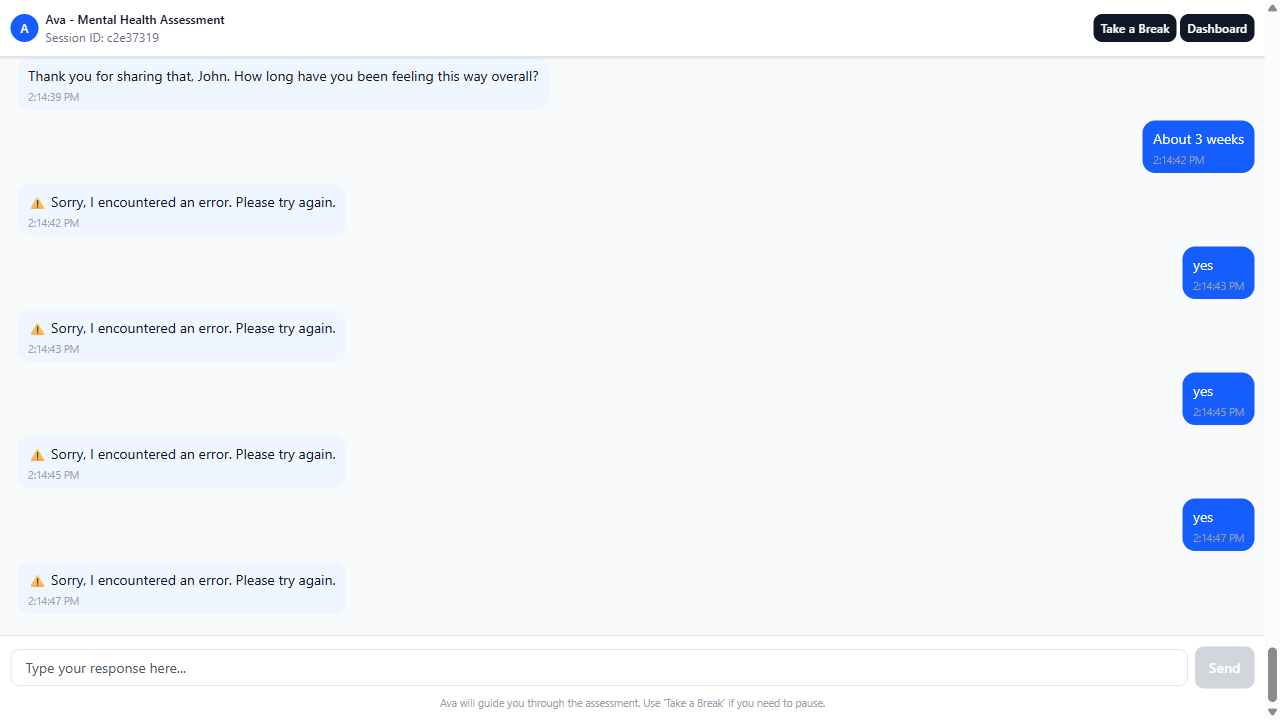 A
Ava - Mental Health Assessment
Session ID: c2e37319
Take a Break
Dashboard
Thank you for sharing that, John. How long have you been feeling this way overall?
2:14:39 PM
About 3 weeks
2:14:42 PM
⚠️ Sorry, I encountered an error. Please try again.
2:14:42 PM
yes
2:14:43 PM
⚠️ Sorry, I encountered an error. Please try again.
2:14:43 PM
yes
2:14:45 PM
⚠️ Sorry, I encountered an error. Please try again.
2:14:45 PM
yes
2:14:47 PM
⚠️ Sorry, I encountered an error. Please try again.
2:14:47 PM
Type your response here...
Send
Ava will guide you through the assessment. Use 'Take a Break' if you need to pause.